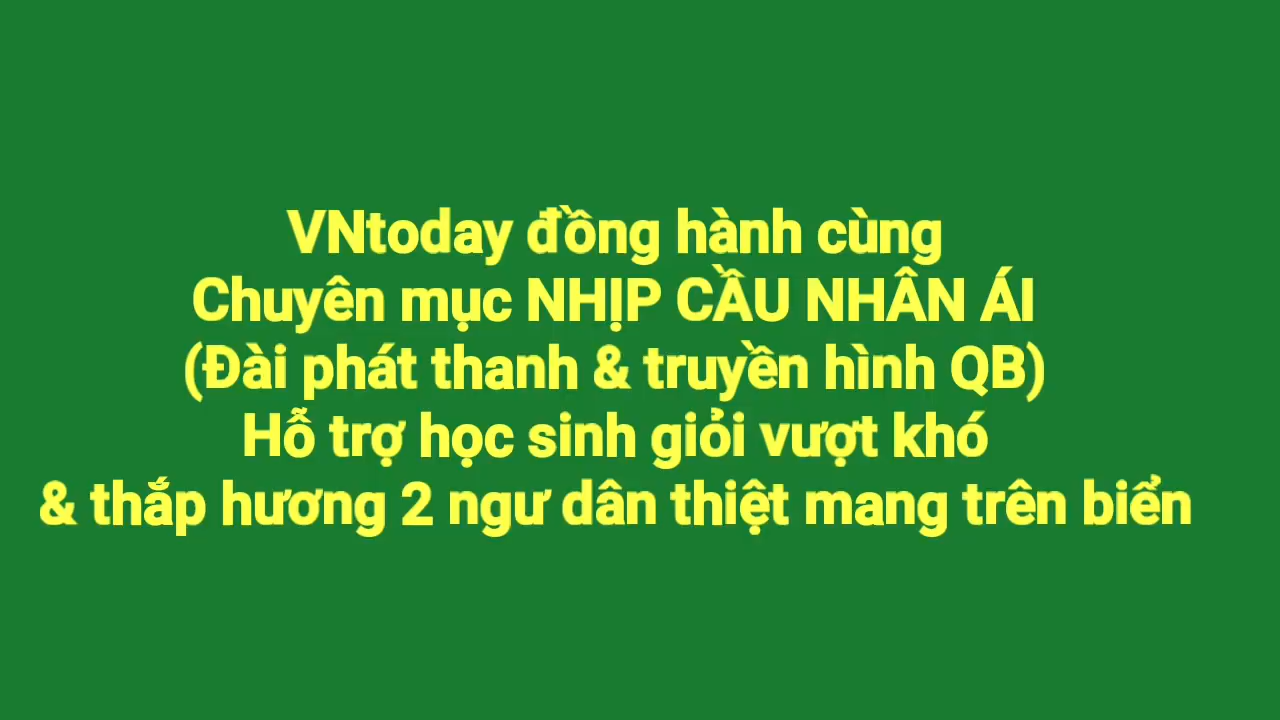 VNtoday đồng hành cùng
Chuyên mục NHỊP CẦU NHÂN ÁI
(Đài phát thanh & truyền hình QB)
Hỗ trợ học sinh giỏi vượt khó
& thắp hương 2 ngư dân thiệt mang trên biển